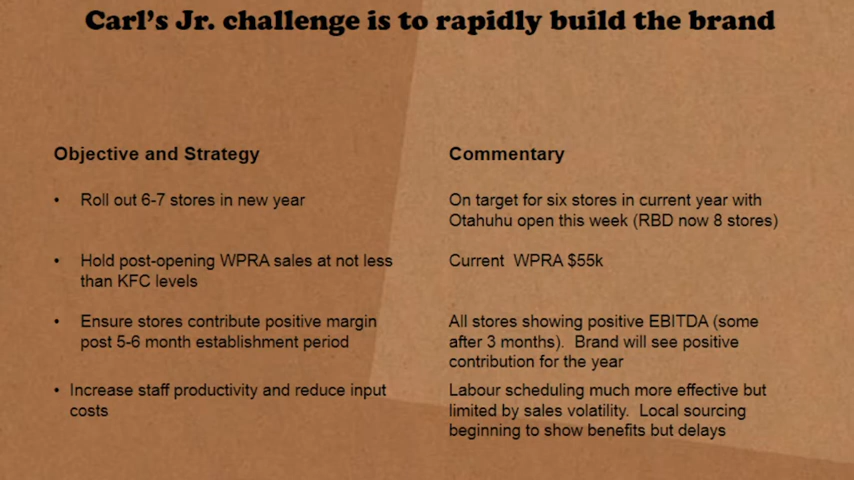 Carl's Jr. challenge is to rapidly build the brand
Objective and Strategy
Commentary
• Roll out 6-7 stores in new year
On target for six stores in current year with
Otahuhu open this week (RBD now 8 stores)
• Hold post-opening WPRA sales at not less
than KFC levels
Current WPRA $55k
• Ensure stores contribute positive margin
post 5-6 month establishment period
All stores showing positive EBITDA (some
after 3 months). Brand will see positive
contribution for the year
• Increase staff productivity and reduce input
costs
Labour scheduling much more effective but
limited by sales volatility. Local sourcing
beginning to show benefits but delays